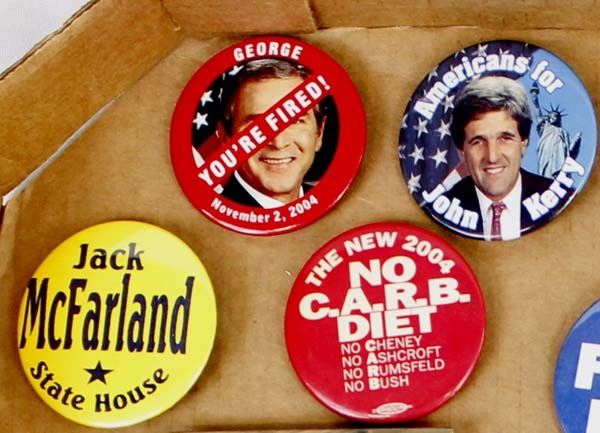 GEORGE
YOU'RE FIRED!
November 2, 2004
Americans for
John Kerry
Jack
McFarland
State House
THE NEW 2004
NO
C.A.R.B.
DIET
NO CHENEY
NO ASHCROFT
NO RUMSFELD
NO BUSH